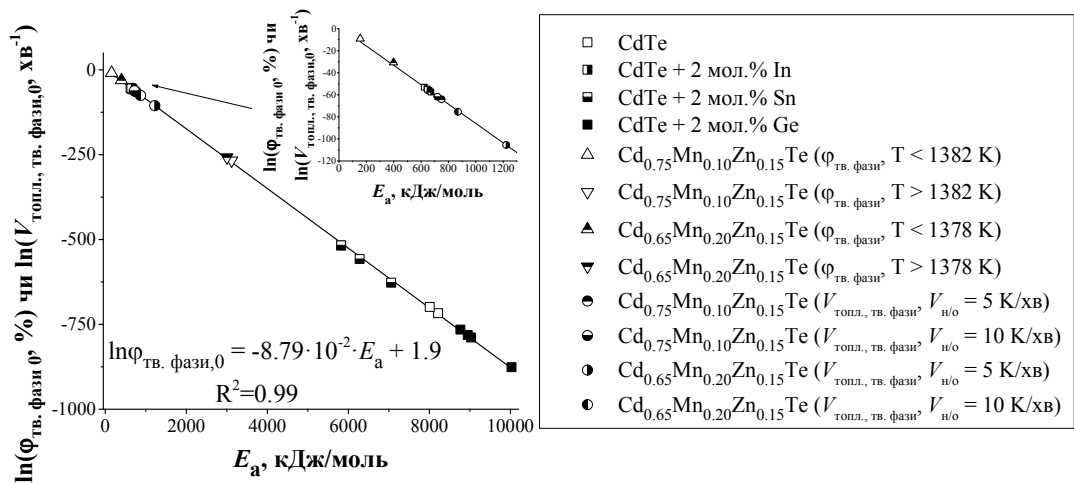 ln(φтв. фази 0, %) чи ln(Vтопл., тв. фази,0, хв-1)
0
-250
-500
-750
-1000
0
2000
4000
6000
8000
10000
Ea, кДж/моль
lnφтв. фази,0 = -8.79·10-2·Ea + 1.9
R2=0.99
ln(φтв. фази 0, %) чи
ln(Vтопл., тв. фази,0, хв-1)
0
-20
-40
-60
-80
-100
-120
200
400
600
800
1000
1200
Ea, кДж/моль
CdTe
CdTe + 2 мол.% In
CdTe + 2 мол.% Sn
CdTe + 2 мол.% Ge
Cd0.75Mn0.10Zn0.15Te (φтв. фази, T < 1382 K)
Cd0.75Mn0.10Zn0.15Te (φтв. фази, T > 1382 K)
Cd0.65Mn0.20Zn0.15Te (φтв. фази, T < 1378 K)
Cd0.65Mn0.20Zn0.15Te (φтв. фази, T > 1378 K)
Cd0.75Mn0.10Zn0.15Te (Vтопл., тв. фази, Vн/о = 5 К/хв)
Cd0.75Mn0.10Zn0.15Te (Vтопл., тв. фази, Vн/о = 10 К/хв)
Cd0.65Mn0.20Zn0.15Te (Vтопл., тв. фази, Vн/о = 5 К/хв)
Cd0.65Mn0.20Zn0.15Te (Vтопл., тв. фази, Vн/о = 10 К/хв)